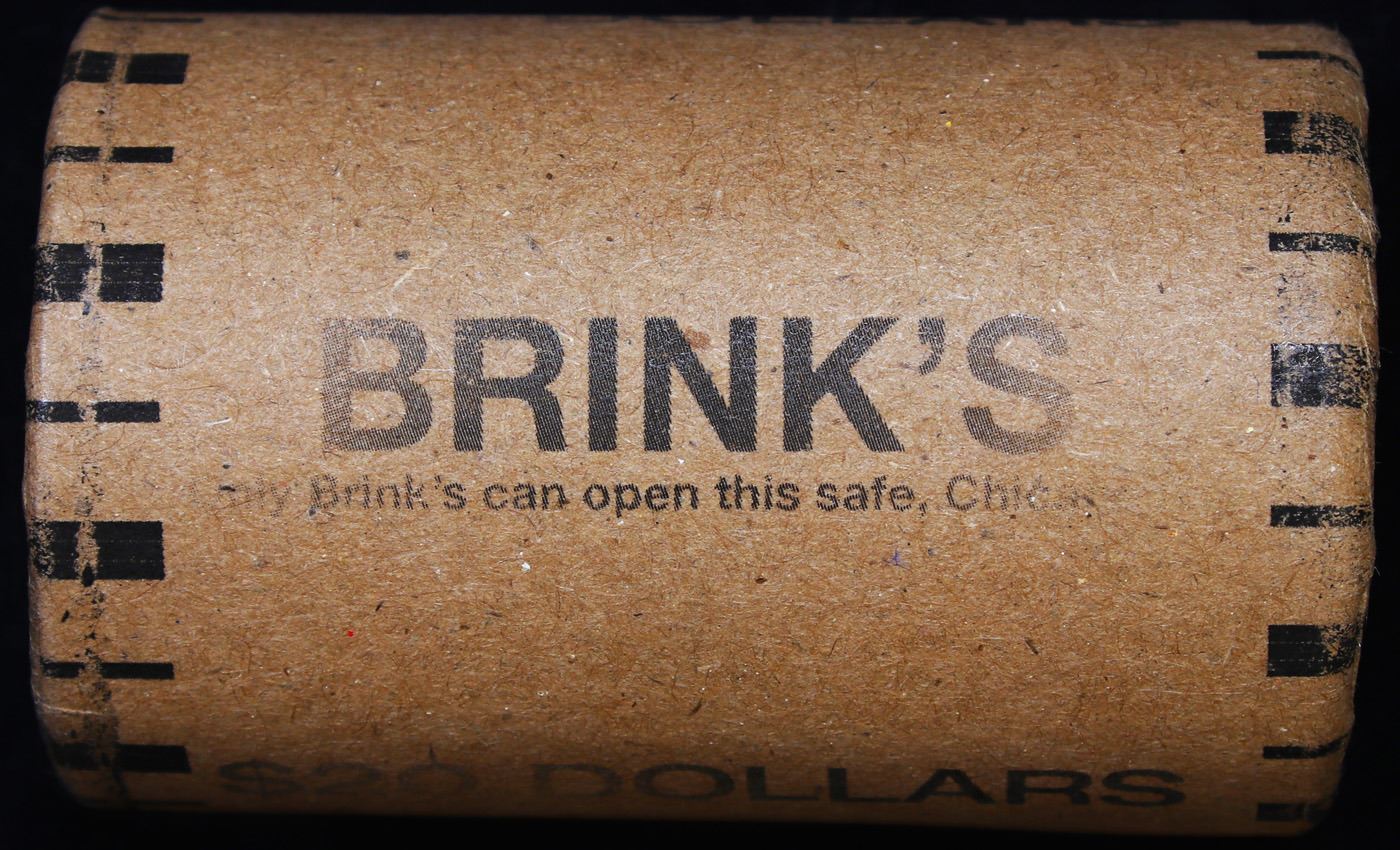 BRINK'S
Brink's can open this safe,
$20 DOLLARS